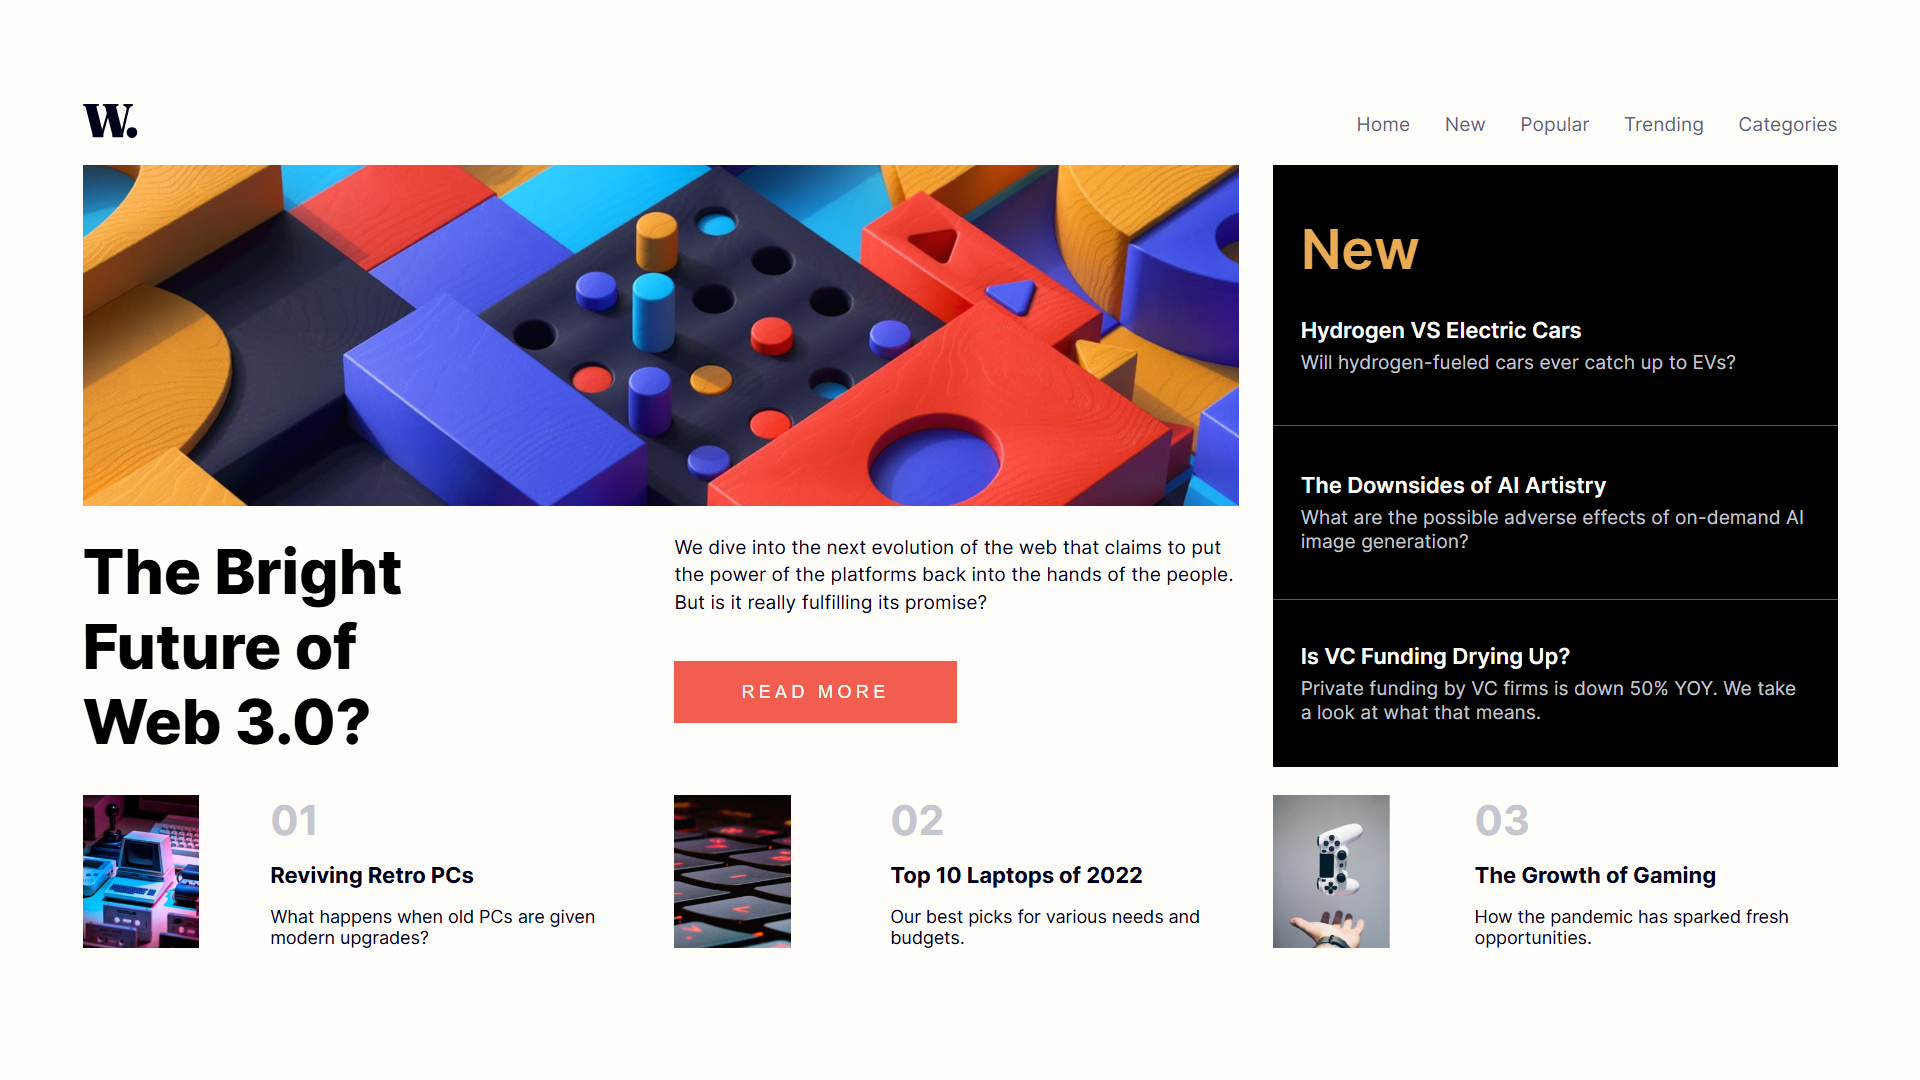 W.
Home New Popular Trending Categories
The Bright
Future of
Web 3.0?
We dive into the next evolution of the web that claims to put
the power of the platforms back into the hands of the people.
But is it really fulfilling its promise?
READ MORE
New
Hydrogen VS Electric Cars
Will hydrogen-fueled cars ever catch up to EVs?
The Downsides of AI Artistry
What are the possible adverse effects of on-demand AI
image generation?
Is VC Funding Drying Up?
Private funding by VC firms is down 50% YOY. We take
a look at what that means.
01
Reviving Retro PCs
What happens when old PCs are given
modern upgrades?
02
Top 10 Laptops of 2022
Our best picks for various needs and
budgets.
03
The Growth of Gaming
How the pandemic has sparked fresh
opportunities.